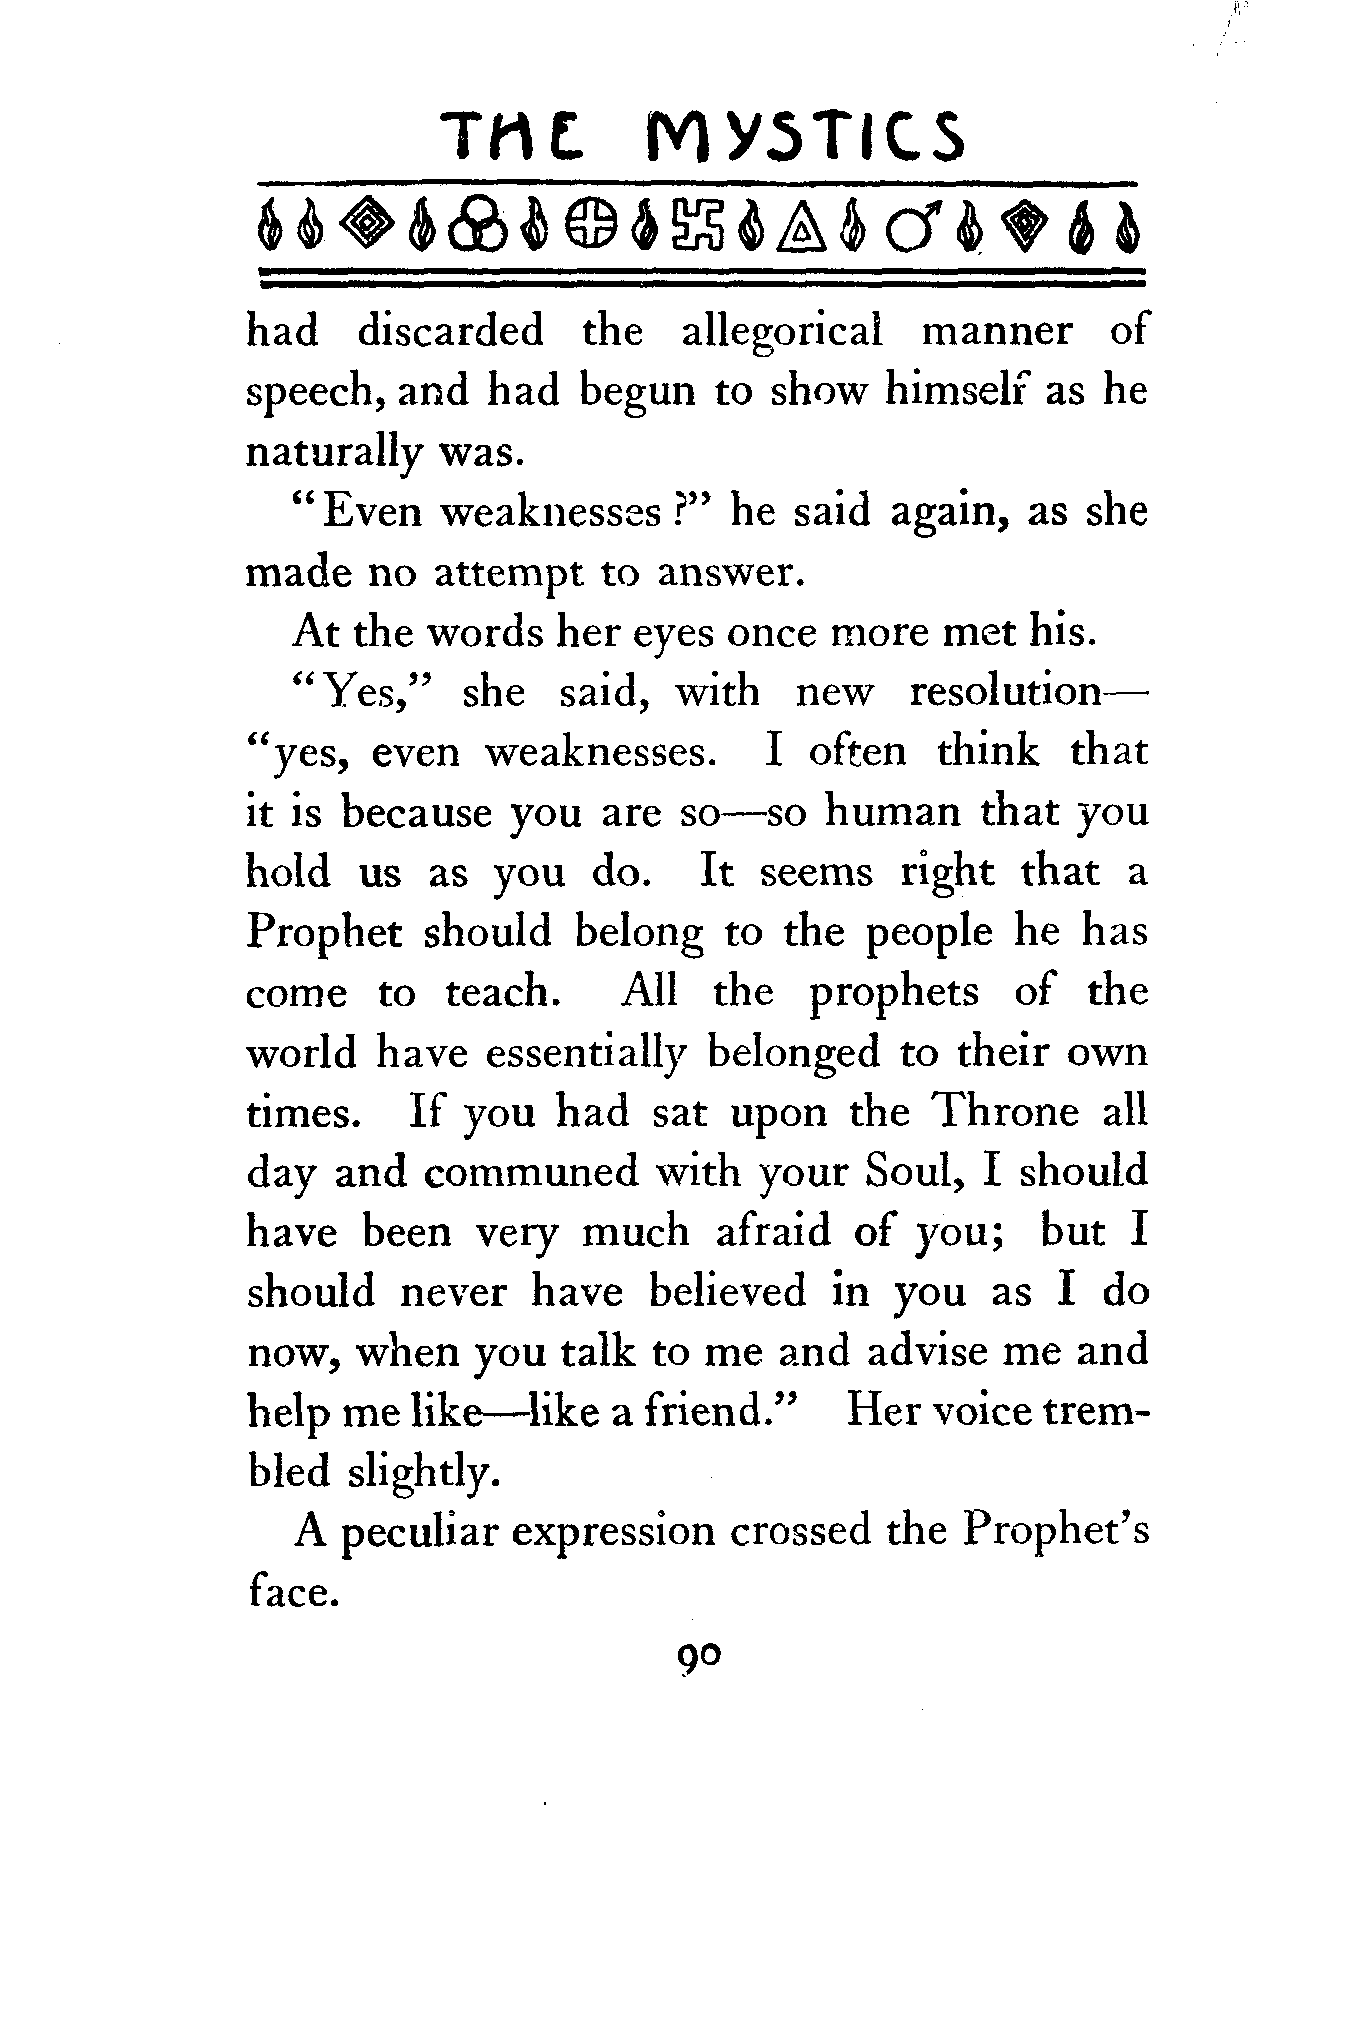 THE MYSTICS
had discarded the allegorical manner of
speech, and had begun to show himself as he
naturally was.
"Even weaknesses?" he said again, as she
made no attempt to answer.
At the words her eyes once more met his.
"Yes," she said, with new resolution—
"yes, even weaknesses. I often think that
it is because you are so—so human that you
hold us as you do. It seems right that a
Prophet should belong to the people he has
come to teach. All the prophets of the
world have essentially belonged to their own
times. If you had sat upon the Throne all
day and communed with your Soul, I should
have been very much afraid of you; but I
should never have believed in you as I do
now, when you talk to me and advise me and
help me like—like a friend." Her voice trem-
bled slightly.
A peculiar expression crossed the Prophet's
face.
90